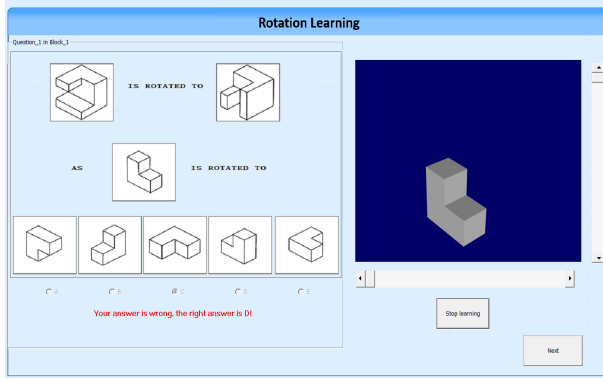 Rotation Learning
Question_1 in Block_1
IS ROTATED TO
AS
IS ROTATED TO
A
B
C
D
E
Your answer is wrong, the right answer is D!
Stop learning
Next